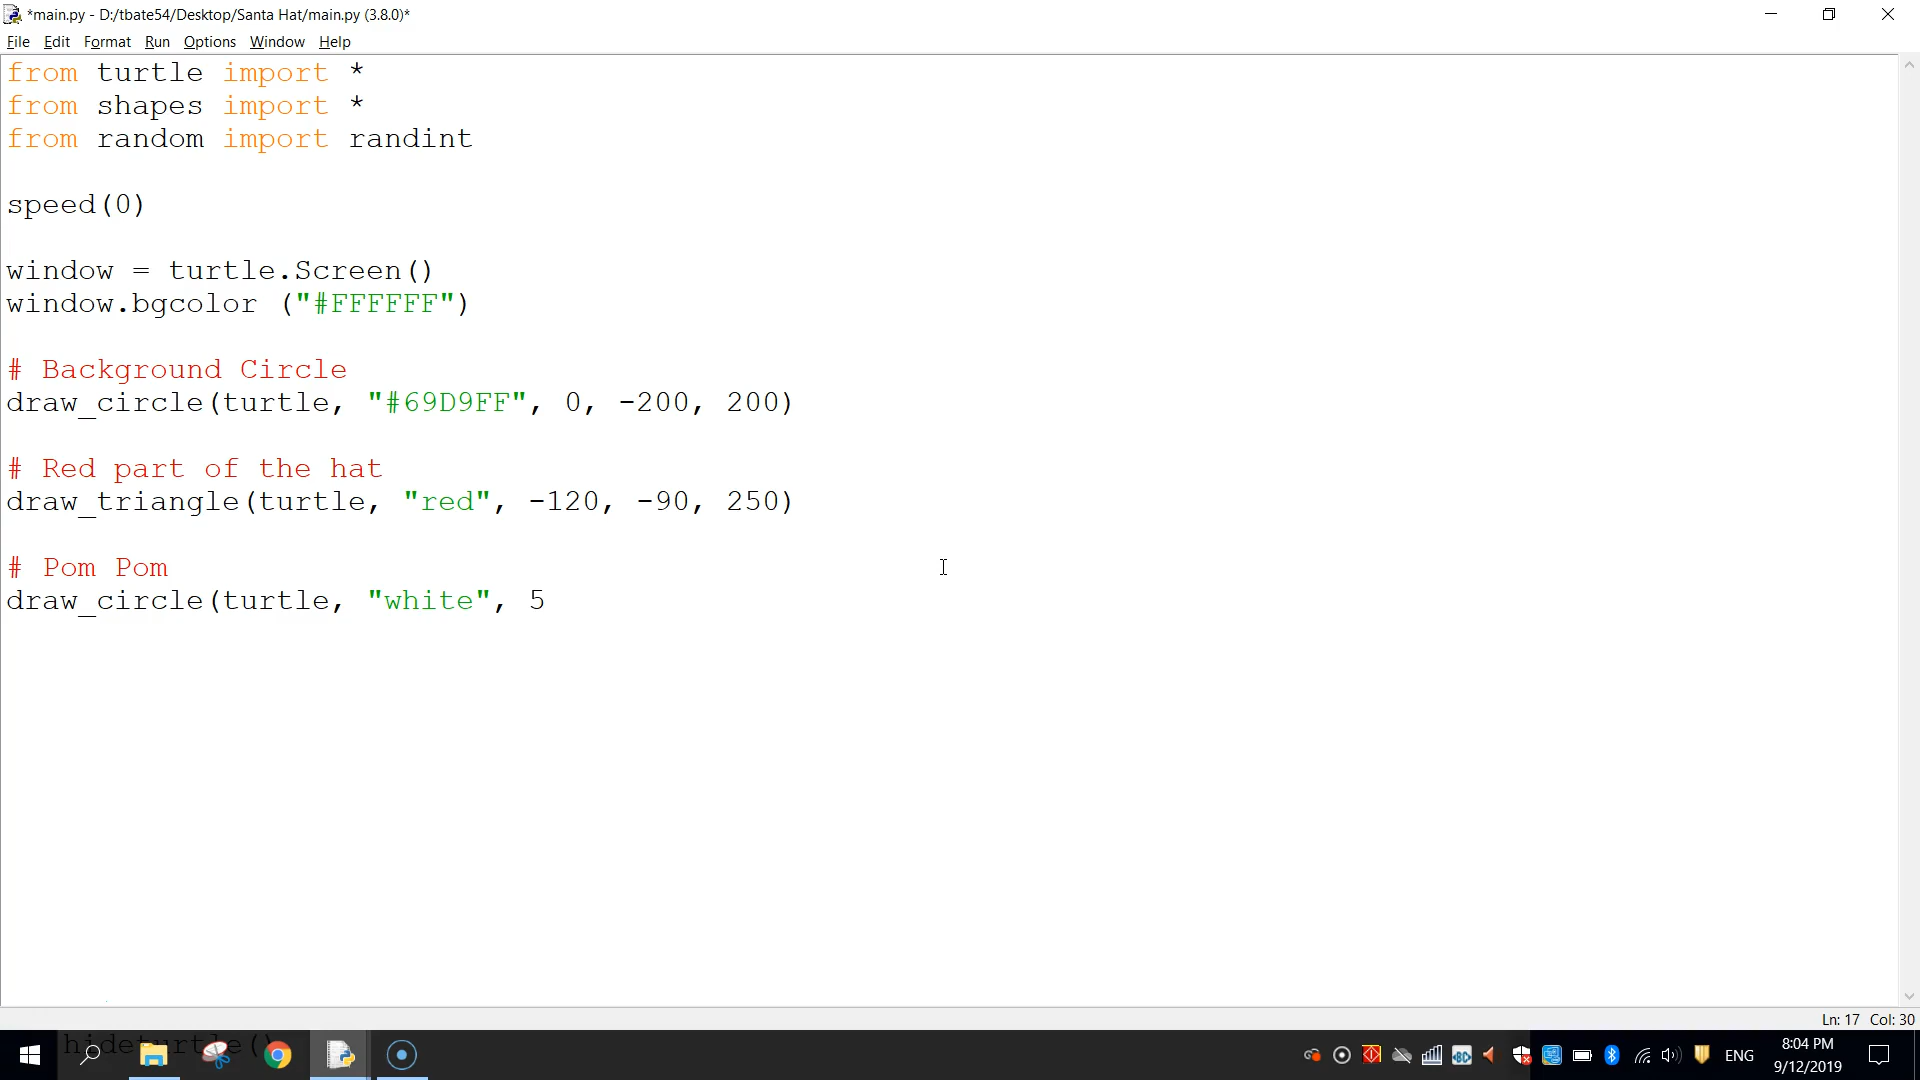 *main.py - D:/tbate54/Desktop/Santa Hat/main.py (3.8.0)*
File Edit Format Run Options Window Help
from turtle import *
from shapes import *
from random import randint
speed(0)
window = turtle.Screen()
window.bgcolor ("#FFFFFF")
# Background Circle
draw_circle(turtle, "#69D9FF", 0, -200, 200)
# Red part of the hat
draw_triangle(turtle, "red", -120, -90, 250)
# Pom Pom
draw_circle(turtle, "white", 5
Ln: 17 Col: 30
hideturtle()
ENG
8:04 PM
9/12/2019